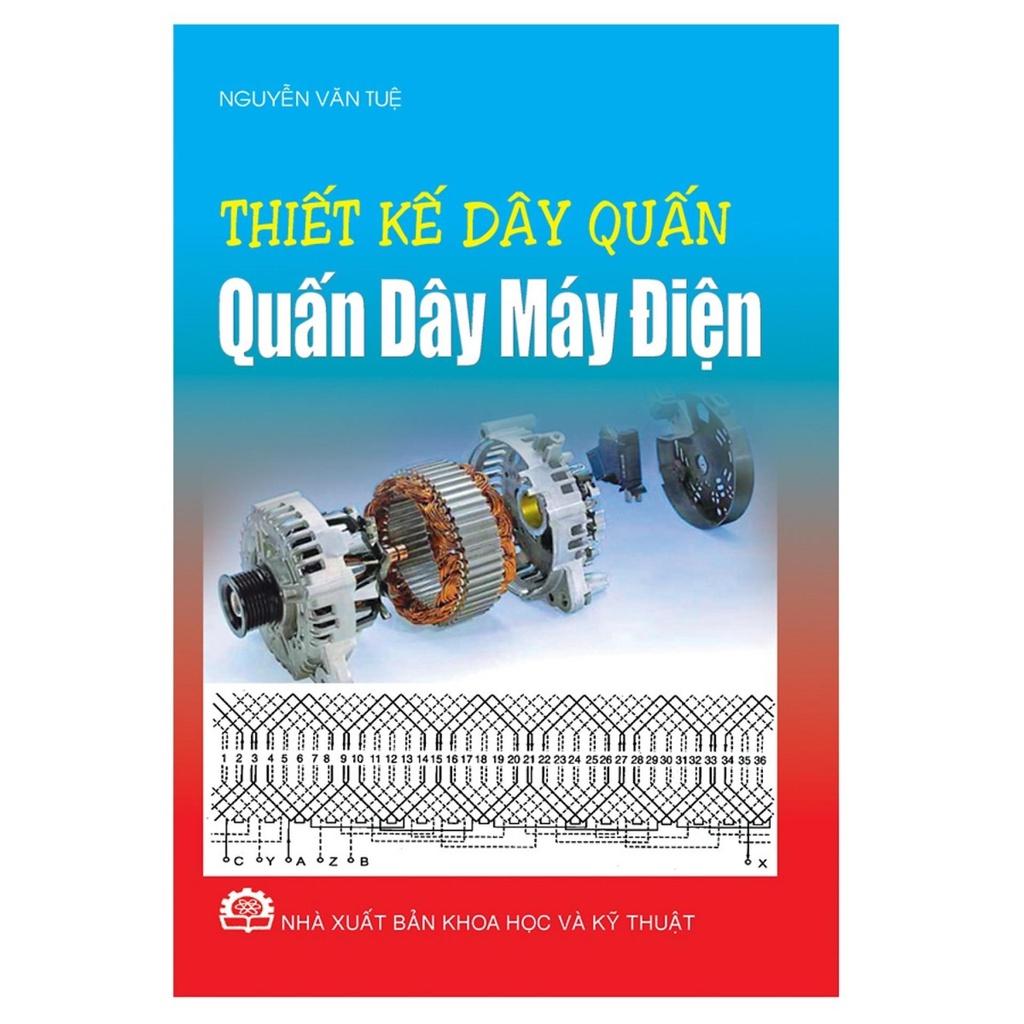 NGUYỄN VĂN TUỆ
THIẾT KẾ DÂY QUẤN
Quấn Dây Máy Điện
1 2 3 4 5 6 7 8 9 10 11 12 13 14 15 16 17 18 19 20 21 22 23 24 25 26 27 28 29 30 31 32 33 34 35 36
C Y A Z B X
NHÀ XUẤT BẢN KHOA HỌC VÀ KỸ THUẬT